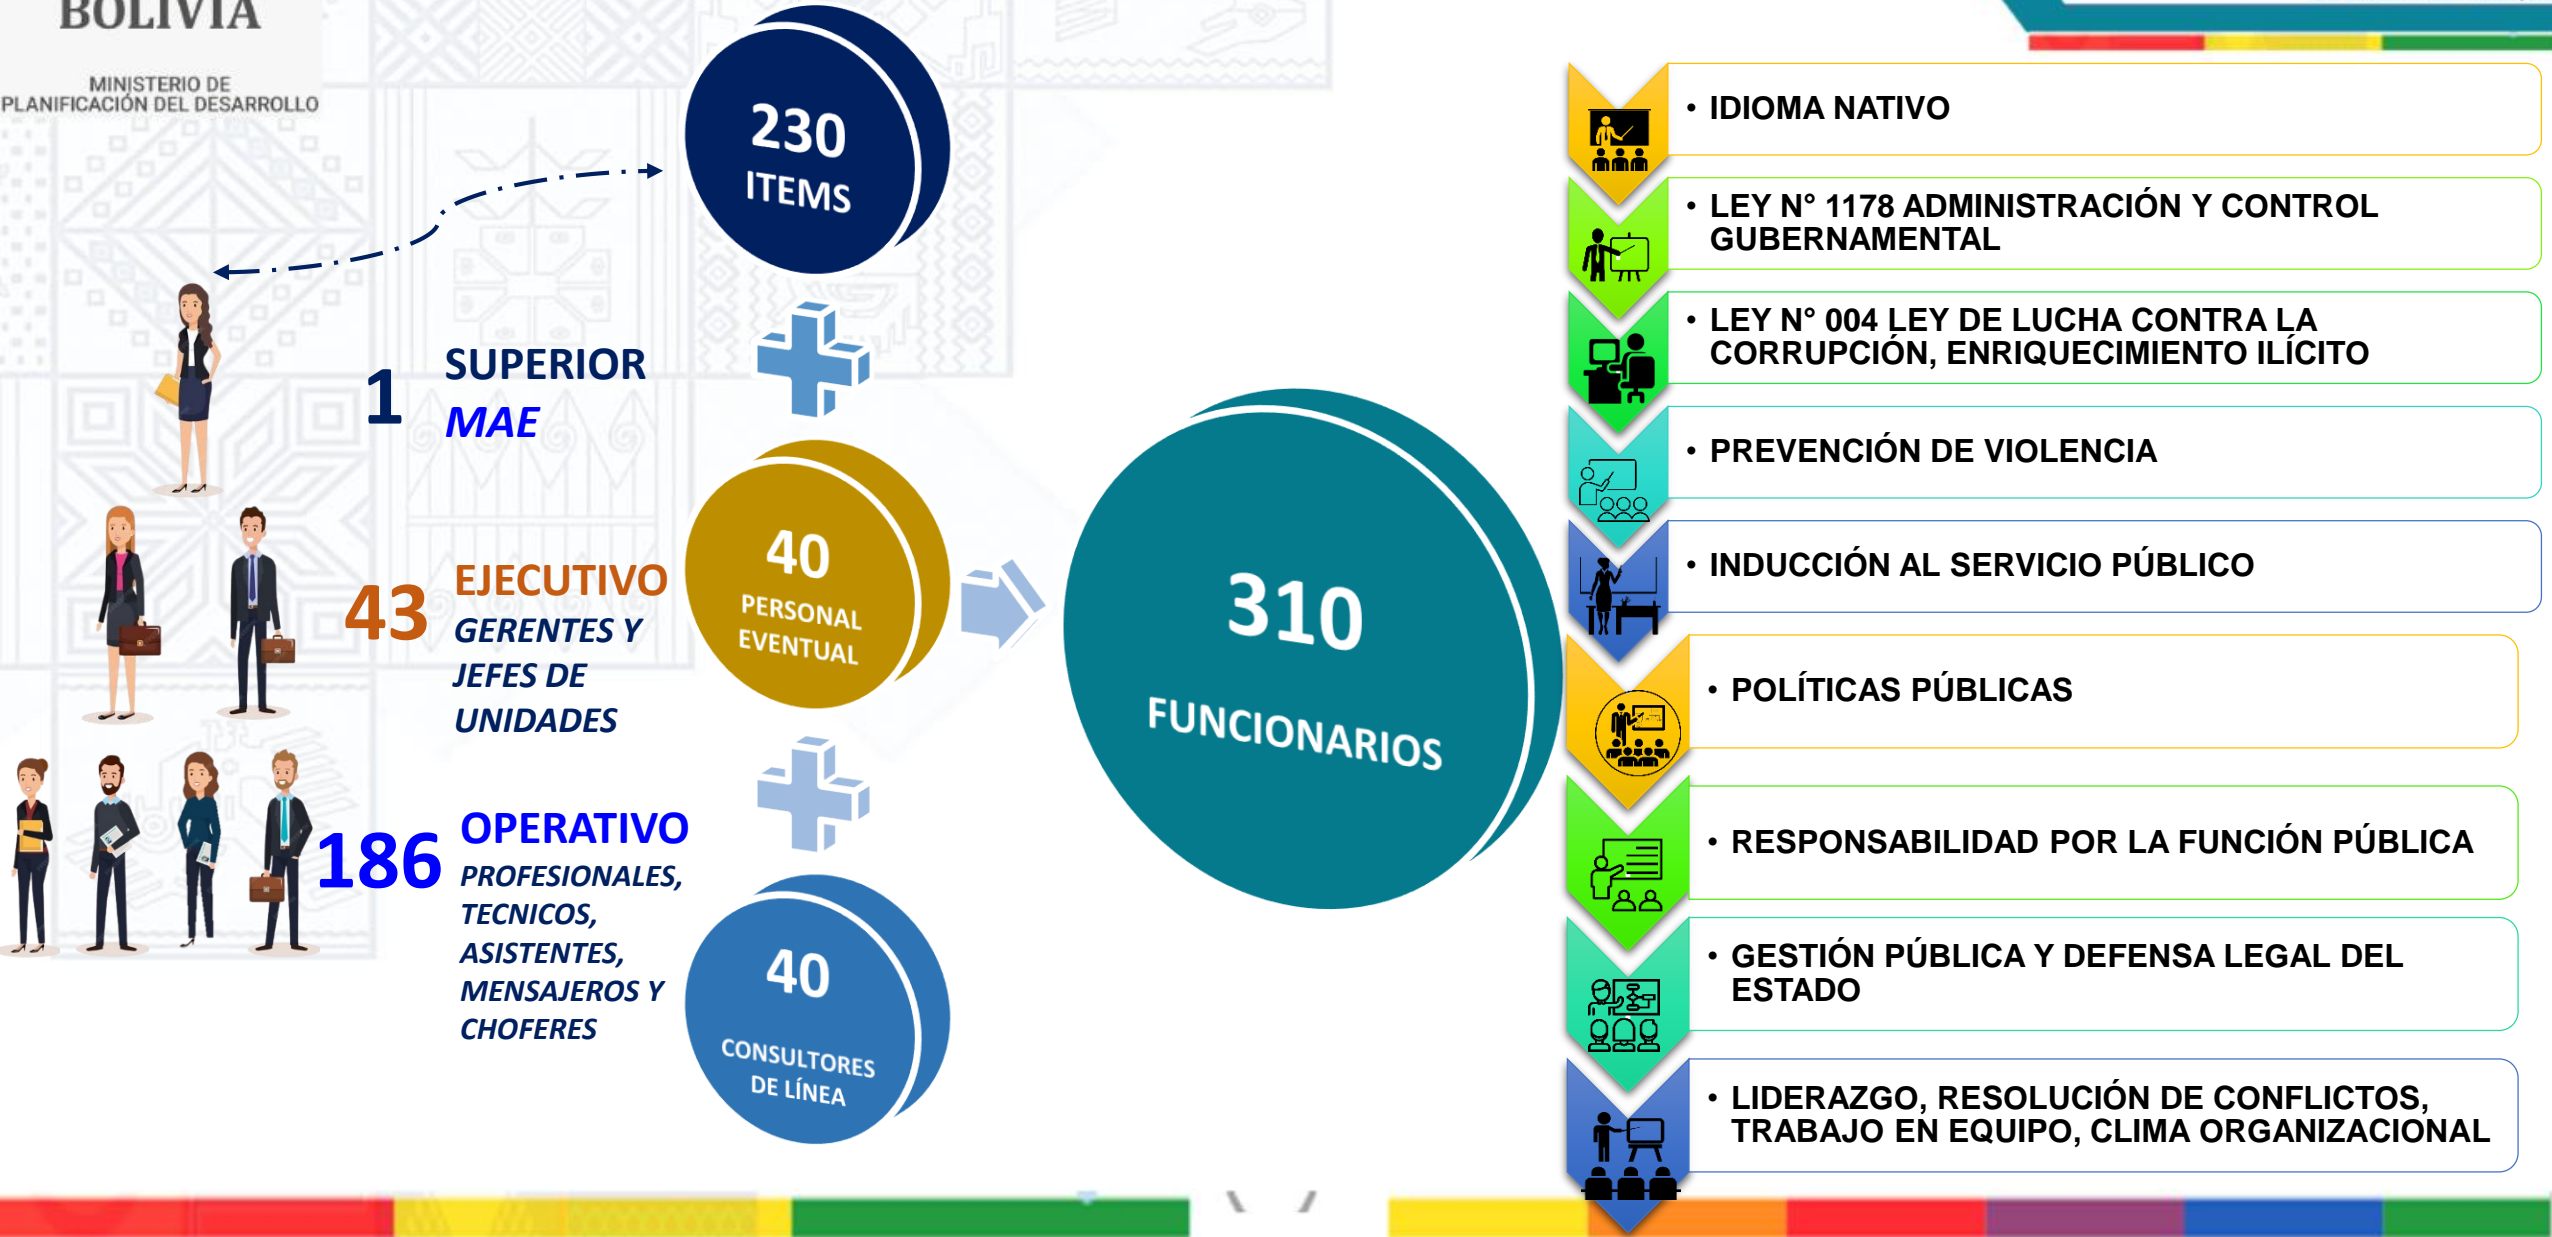 BOLIVIA
MINISTERIO DE
PLANIFICACIÓN DEL DESARROLLO
1
SUPERIOR
MAE
43
EJECUTIVO
GERENTES Y
JEFES DE
UNIDADES
186
OPERATIVO
PROFESIONALES,
TECNICOS,
ASISTENTES,
MENSAJEROS Y
CHOFERES
230
ITEMS
40
PERSONAL
EVENTUAL
40
CONSULTORES
DE LÍNEA
310
FUNCIONARIOS
• IDIOMA NATIVO
• LEY N° 1178 ADMINISTRACIÓN Y CONTROL
GUBERNAMENTAL
• LEY N° 004 LEY DE LUCHA CONTRA LA
CORRUPCIÓN, ENRIQUECIMIENTO ILÍCITO
• PREVENCIÓN DE VIOLENCIA
• INDUCCIÓN AL SERVICIO PÚBLICO
• POLÍTICAS PÚBLICAS
• RESPONSABILIDAD POR LA FUNCIÓN PÚBLICA
• GESTIÓN PÚBLICA Y DEFENSA LEGAL DEL
ESTADO
• LIDERAZGO, RESOLUCIÓN DE CONFLICTOS,
TRABAJO EN EQUIPO, CLIMA ORGANIZACIONAL